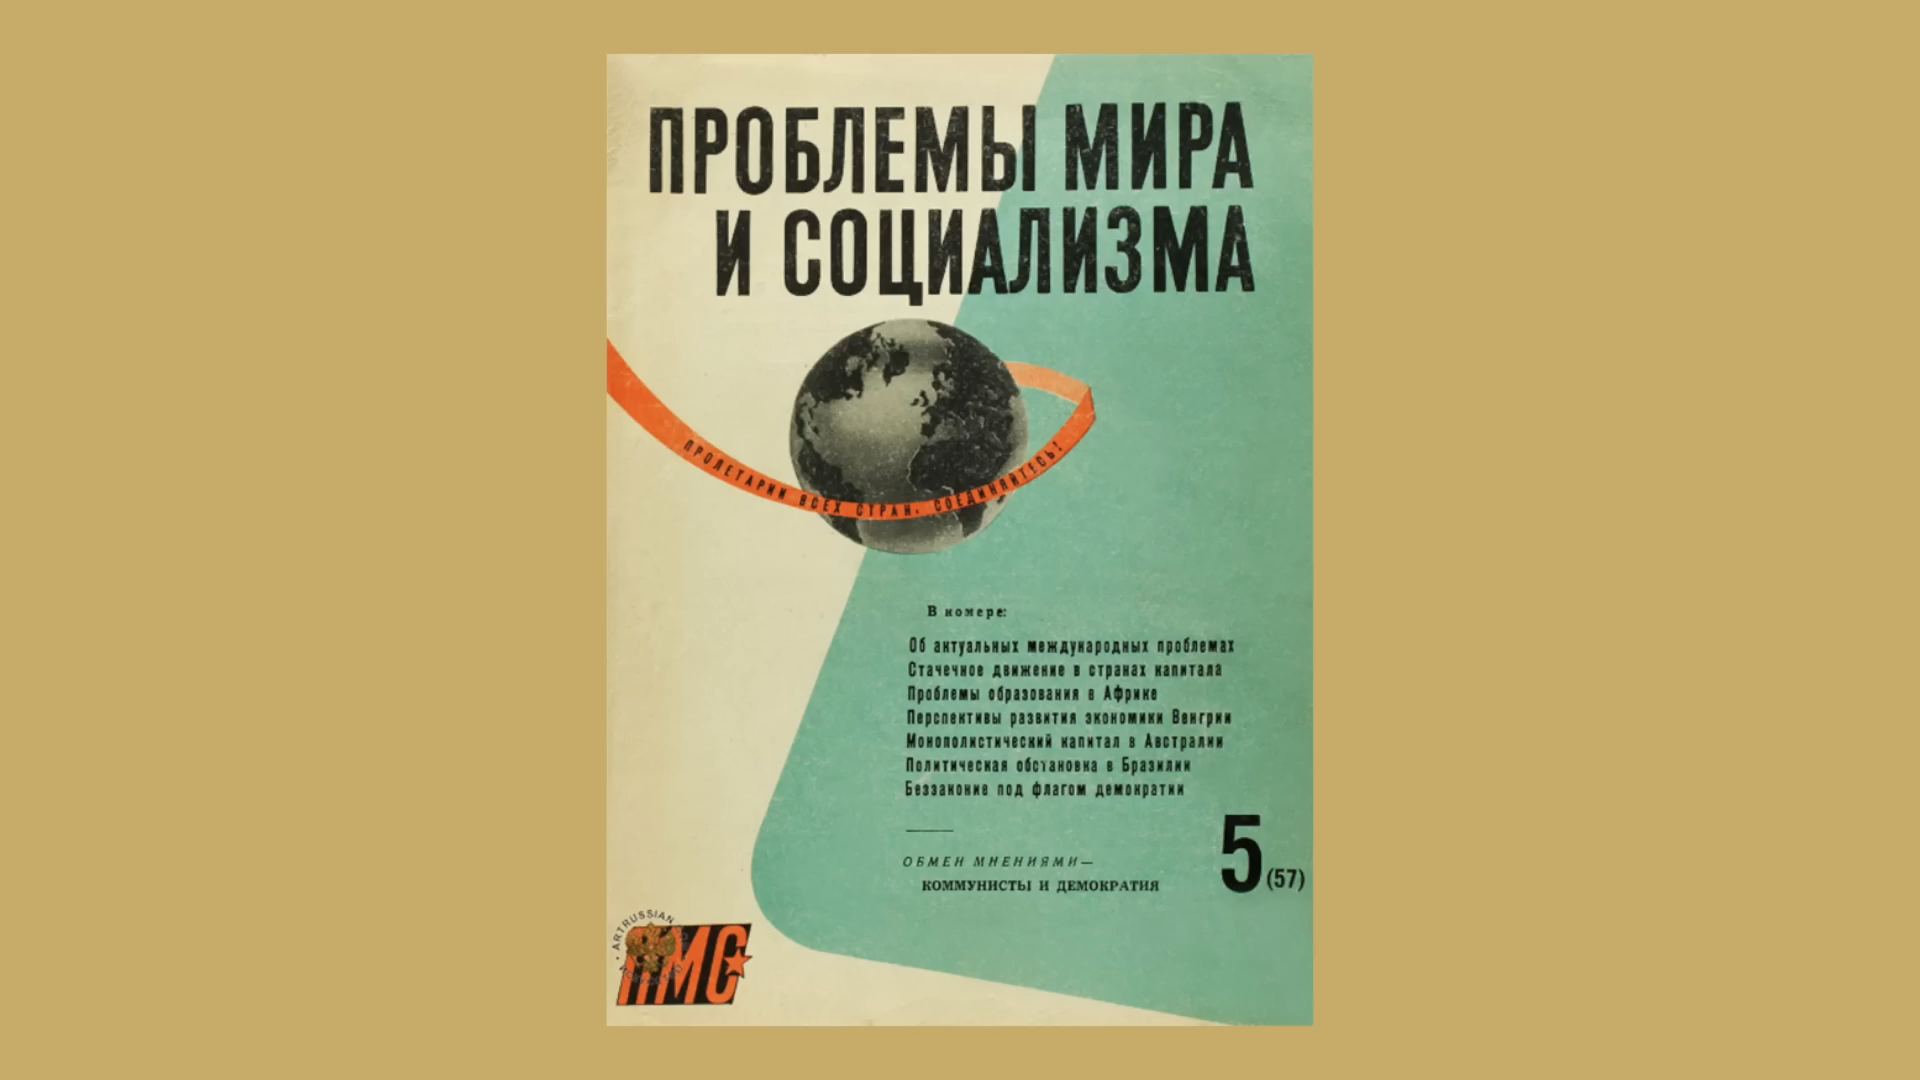 ПРОБЛЕМЫ МИРА
И СОЦИАЛИЗМА
ПРОЛЕТАРИИ ВСЕХ СТРАН, СОЕДИНЯЙТЕСЬ!
В номере:
Об актуальных международных проблемах
Стачечное движение в странах капитала
Проблемы образования в Африке
Перспективы развития экономики Венгрии
Монополистический капитал в Австралии
Политическая обстановка в Бразилии
Беззаконие под флагом демократии
ОБМЕН МНЕНИЯМИ—
КОММУНИСТЫ И ДЕМОКРАТИЯ
5 (57)
ARTRUSSIAN
ПМС